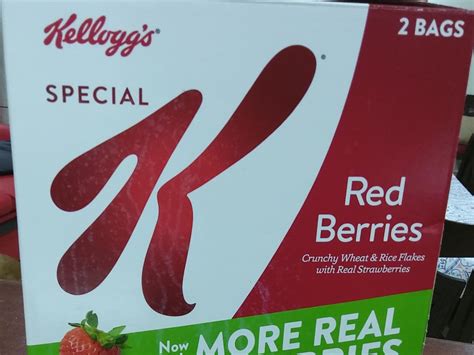 Kellogg's
2 BAGS
SPECIAL
K
Red
Berries
Crunchy Wheat & Rice Flakes
with Real Strawberries
Now
MORE REAL